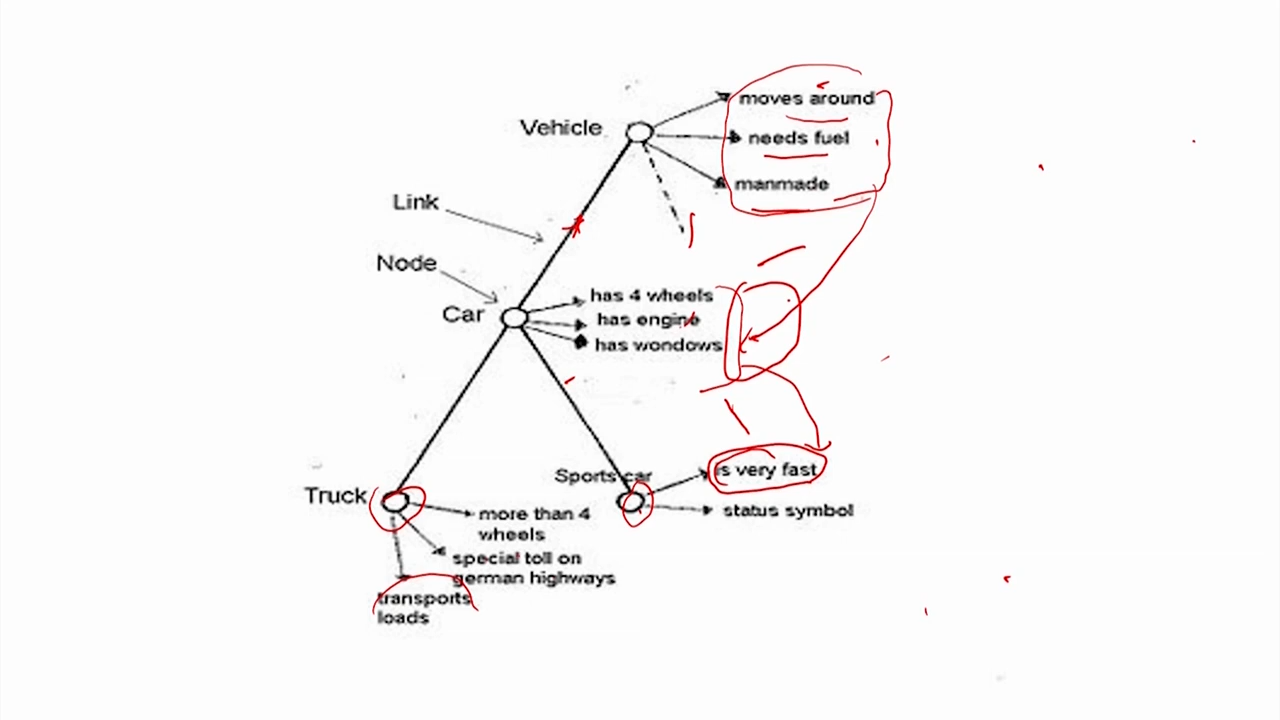 Vehicle
moves around
needs fuel
manmade
Link
Node
Car
has 4 wheels
has engine
has wondows
Truck
more than 4
wheels
special toll on
german highways
transports
loads
Sports car
is very fast
status symbol